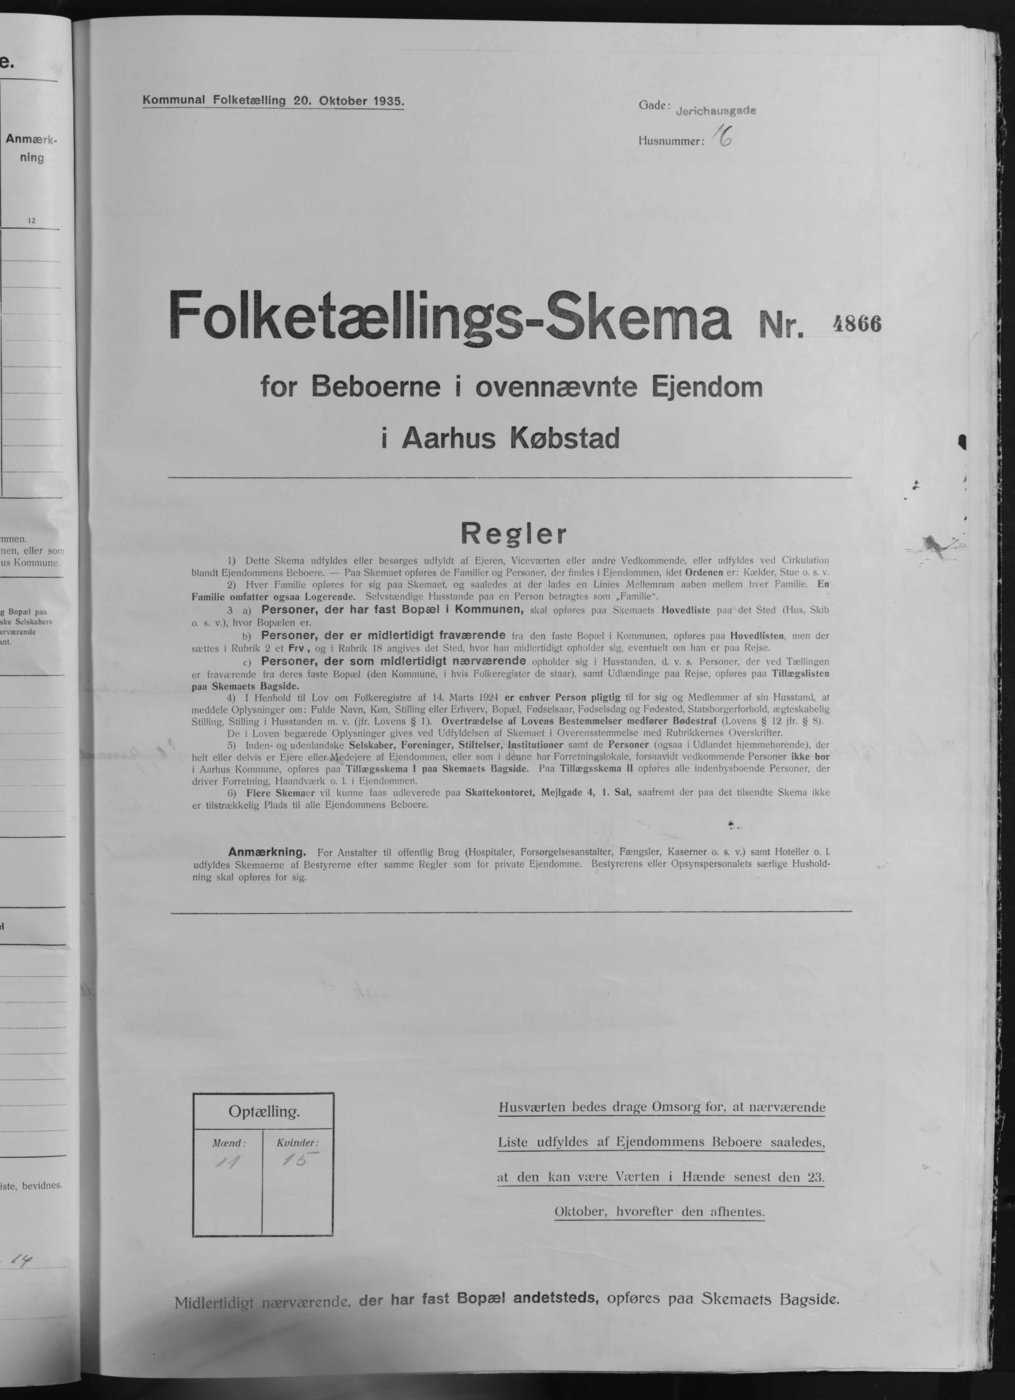 e.
Anmærk-
ning
12
mmen.
nen, eller som
us Kommune.
g Bopæl paa
ske Selskabers
erværende
ant.
iste, bevidnes.
14
Kommunal Folketælling 20. Oktober 1935.
Gade: Jerichausgade
Husnummer: 16
Folketællings-Skema Nr. 4866
for Beboerne i ovennævnte Ejendom
i Aarhus Købstad
Regler
1) Dette Skema udfyldes eller besørges udfyldt af Ejeren, Viceværten eller andre Vedkommende, eller udfyldes ved Cirkulation
blandt Ejendommens Beboere. — Paa Skemaet opføres de Familier og Personer, der findes i Ejendommen, idet Ordenen er: Kælder, Stue o. s. v.
2) Hver Familie opføres for sig paa Skemaet, og saaledes at der lades en Linies Mellemrum aaben mellem hver Familie. En
Familie omfatter ogsaa Logerende. Selvstændige Husstande paa en Person betragtes som „Familie“.
3 a) Personer, der har fast Bopæl i Kommunen, skal opføres paa Skemaets Hovedliste paa det Sted (Hus, Skib
o. s. v.), hvor Bopælen er.
b) Personer, der er midlertidigt fraværende fra den faste Bopæl i Kommunen, opføres paa Hovedlisten, men der
sættes i Rubrik 2 et Frv, og i Rubrik 18 angives det Sted, hvor han midlertidigt opholder sig, eventuelt om han er paa Rejse.
c) Personer, der som midlertidigt nærværende opholder sig i Husstanden, d. v. s. Personer, der ved Tællingen
er fraværende fra deres faste Bopæl (den Kommune, i hvis Folkeregister de staar), samt Udlændinge paa Rejse, opføres paa Tillægslisten
paa Skemaets Bagside.
4) I Henhold til Lov om Folkeregistre af 14. Marts 1924 er enhver Person pligtig til for sig og Medlemmer af sin Husstand, at
meddele Oplysninger om: Fulde Navn, Køn, Stilling eller Erhverv, Bopæl, Fødselsaar, Fødselsdag og Fødested, Statsborgerforhold, ægteskabelig
Stilling, Stilling i Husstanden m. v. (jfr. Lovens § 1). Overtrædelse af Lovens Bestemmelser medfører Bødestraf (Lovens § 12 jfr. § 8).
De i Loven begærede Oplysninger gives ved Udfyldelsen af Skemaet i Overensstemmelse med Rubrikkernes Overskrifter.
5) Inden- og udenlandske Selskaber, Foreninger, Stiftelser, Institutioner samt de Personer (ogsaa i Udlandet hjemmehørende), der
helt eller delvis er Ejere eller Medejere af Ejendommen, eller som i denne har Forretningslokale, forsaavidt vedkommende Personer ikke bor
i Aarhus Kommune, opføres paa Tillægsskema I paa Skemaets Bagside. Paa Tillægsskema II opføres alle indenbysboende Personer, der
driver Forretning, Haandværk o. l. i Ejendommen.
6) Flere Skemaer vil kunne faas udleverede paa Skattekontoret, Mejlgade 4, 1. Sal, saafremt der paa det tilsendte Skema ikke
er tilstrækkelig Plads til alle Ejendommens Beboere.
Anmærkning. For Anstalter til offentlig Brug (Hospitaler, Forsørgelsesanstalter, Fængsler, Kaserner o. s. v.) samt Hoteller o. l.
udfyldes Skemaerne af Bestyrerne efter samme Regler som for private Ejendomme. Bestyrerens eller Opsynspersonalets særlige Hushold-
ning skal opføres for sig.
Optælling.
Mænd: Kvinder:
11 15
Husværten bedes drage Omsorg for, at nærværende
Liste udfyldes af Ejendommens Beboere saaledes,
at den kan være Værten i Hænde senest den 23.
Oktober, hvorefter den afhentes.
Midlertidigt nærværende, der har fast Bopæl andetsteds, opføres paa Skemaets Bagside.